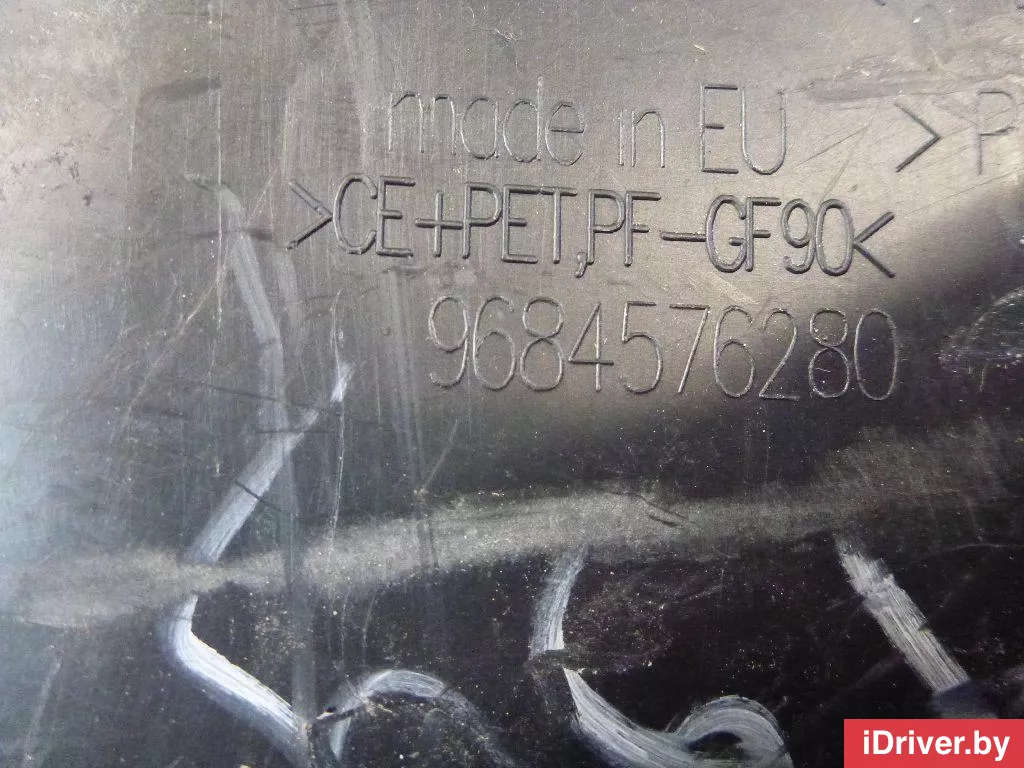 made in EU >P
>CE+PET,PF-GF90<
9684576280
iDriver.by